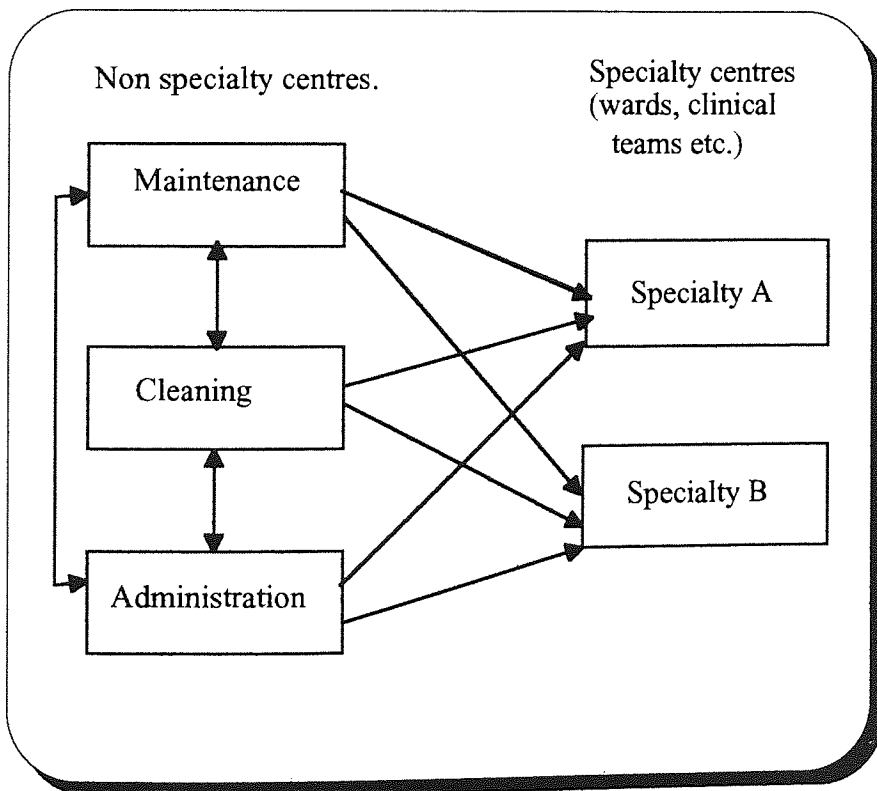 Non specialty centres.
Specialty centres
(wards, clinical
teams etc.)
Maintenance
Cleaning
Administration
Specialty A
Specialty B